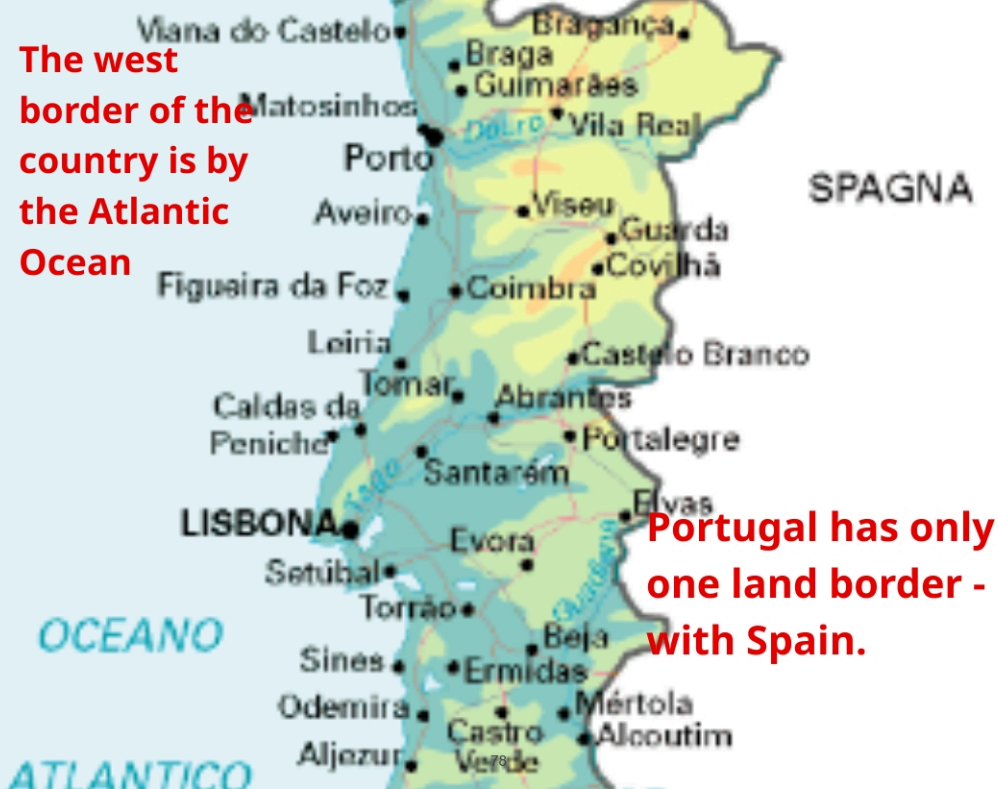 Viana do Castelo
Bragança
The west
border of the
country is by
the Atlantic
Ocean
Braga
Guimarães
Matosinhos
Douro
Vila Real
Porto
SPAGNA
Aveiro
Viseu
Guarda
Covilhã
Figueira da Foz
Coimbra
Leiria
Castelo Branco
Tomar
Abrantes
Caldas da
Peniche
Portalegre
Santarém
Tago
Elvas
LISBONA
Evora
Portugal has only
one land border -
with Spain.
Setúbal
Guadiana
Torrão
OCEANO
Beja
Sines
Ermidas
Odemira
Mértola
Castro
Verde
Alcoutim
Aljezur
78
ATLANTICO